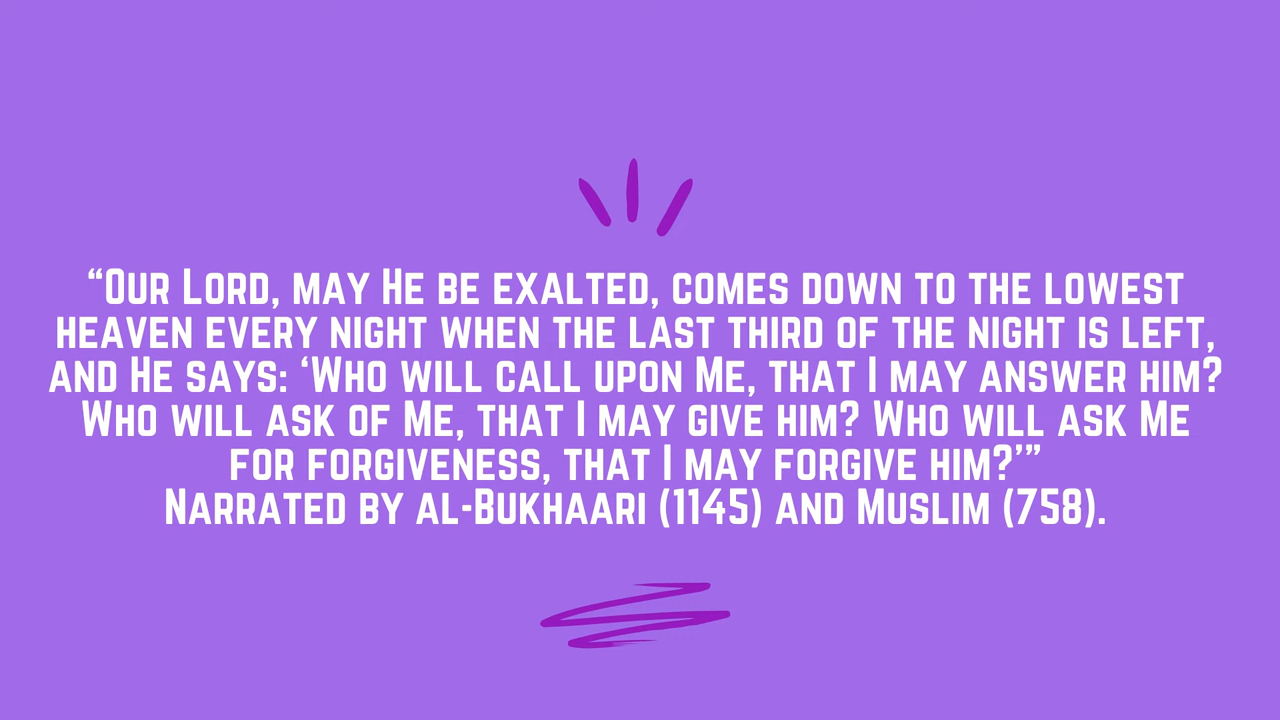 “Our Lord, may He be exalted, comes down to the lowest
heaven every night when the last third of the night is left,
and He says: ‘Who will call upon Me, that I may answer him?
Who will ask of Me, that I may give him? Who will ask Me
for forgiveness, that I may forgive him?’”
Narrated by al-Bukhaari (1145) and Muslim (758).